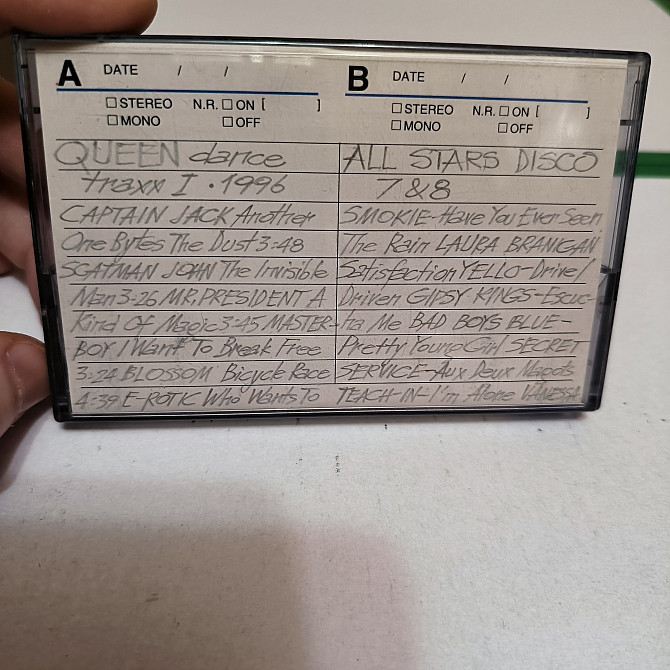 A DATE / /
☐ STEREO N.R. ☐ ON [ ]
☐ MONO ☐ OFF
QUEEN dance
traxx I • 1996
CAPTAIN JACK Another
One Bytes The Dust 3:48
SCATMAN JOHN The Invisible
Man 3:26 MR. PRESIDENT A
Kind Of Magic 3:45 MASTER-
BOY I Want To Break Free
3:24 BLOSSOM Bicycle Race
4:39 E-ROTIC Who Wants To
B DATE / /
☐ STEREO N.R. ☐ ON [ ]
☐ MONO ☐ OFF
ALL STARS DISCO
7 & 8
SMOKIE-Have You Ever Seen
The Rain LAURA BRANIGAN
Satisfaction YELLO-Drive/
Driven GIPSY KINGS-Escuc-
ha Me BAD BOYS BLUE-
Pretty Young Girl SECRET
SERVICE-Aux Deux Magots
TEACH-IN-I'm Alone VANESSA